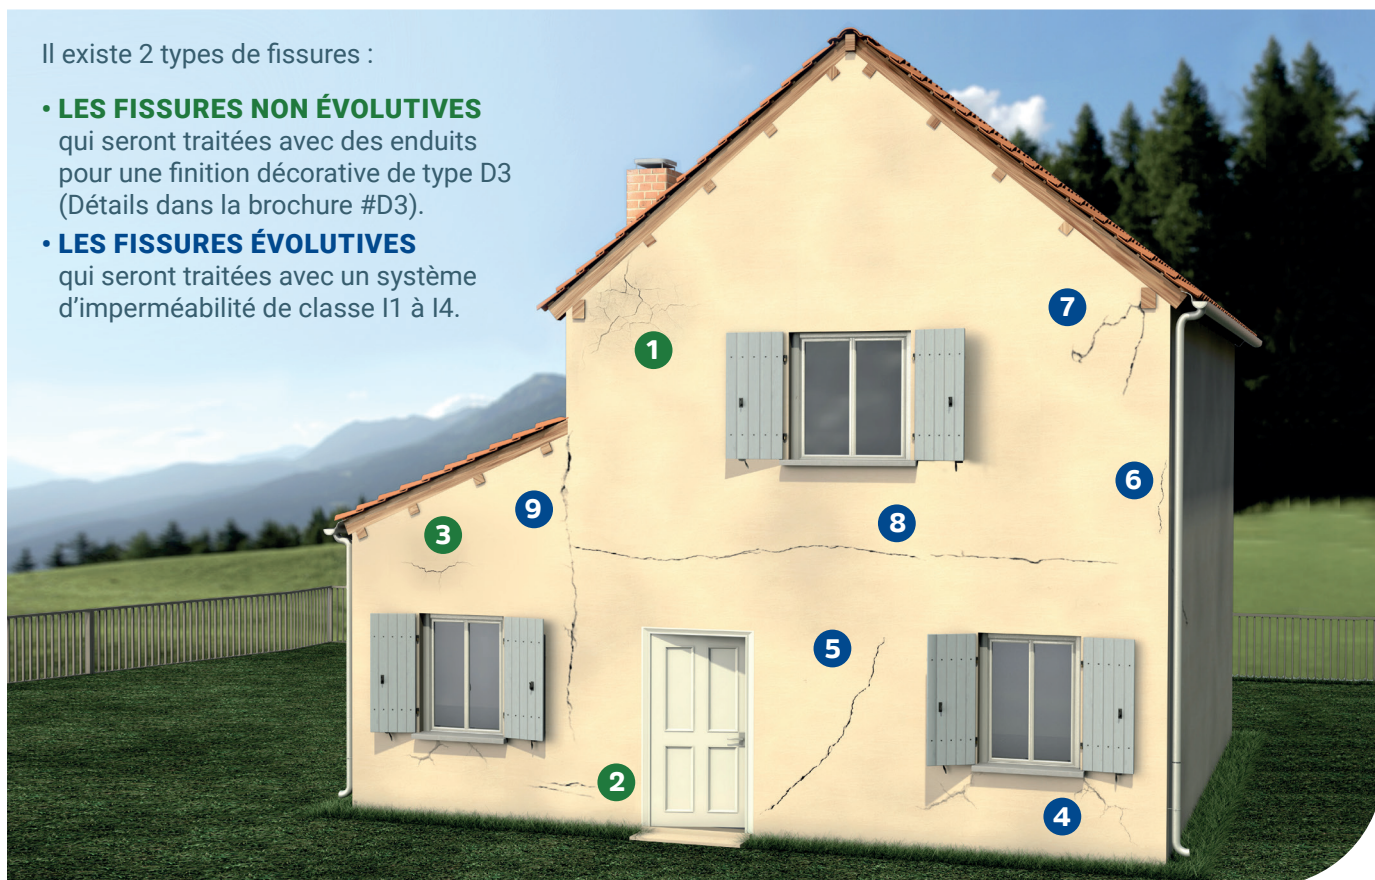 Il existe 2 types de fissures :
• LES FISSURES NON ÉVOLUTIVES
qui seront traitées avec des enduits
pour une finition décorative de type D3
(Détails dans la brochure #D3).
• LES FISSURES ÉVOLUTIVES
qui seront traitées avec un système
d'imperméabilité de classe I1 à I4.
7
1
6
9
8
3
5
2
4